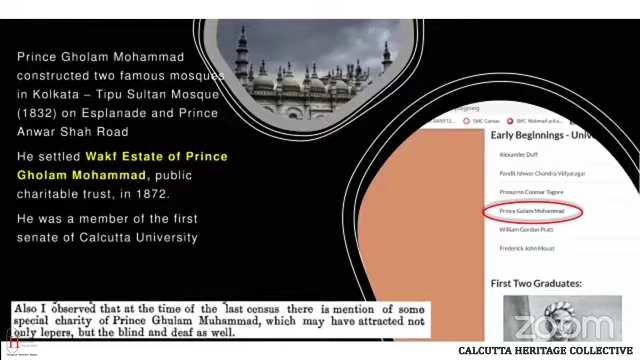 Prince Gholam Mohammad
constructed two famous mosques
in Kolkata – Tipu Sultan Mosque
(1832) on Esplanade and Prince
Anwar Shah Road
He settled Wakf Estate of Prince
Gholam Mohammad, public
charitable trust, in 1872.
He was a member of the first
senate of Calcutta University
Early Beginnings - Univ
Alexander Duff
Pandit Ishwar Chandra Vidyasagar
Prosunno Coomar Tagore
Prince Golam Mohammad
William Gordon Pratt
Frederick John Mouat
First Two Graduates:
Also I observed that at the time of the last census there is mention of some
special charity of Prince Ghulam Muhammad, which may have attracted not
only lepers, but the blind and deaf as well.
zoom
CALCUTTA HERITAGE COLLECTIVE